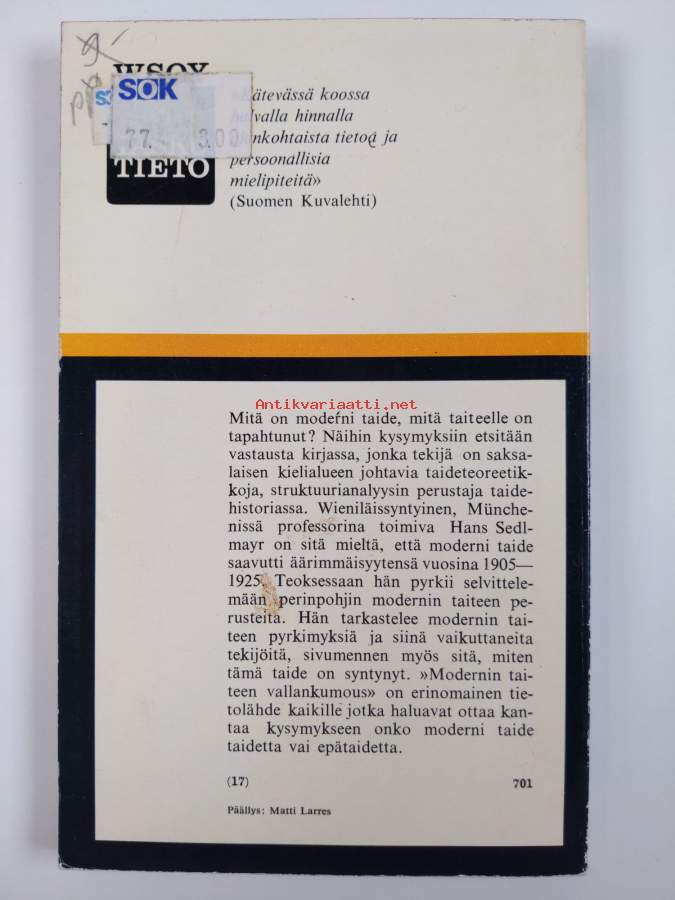 WSOY
SOK
77 3.00
TIETO
koossa
hinnalla
tietoa ja
persoonallisia
mielipiteitä»
(Suomen Kuvalehti)
Antikvariaatti.net
Mitä on moderni taide, mitä taiteelle on
tapahtunut? Näihin kysymyksiin etsitään
vastausta kirjassa, jonka tekijä on saksa-
laisen kielialueen johtavia taideteoreetik-
koja, struktuurianalyysin perustaja taide-
historiassa. Wieniläissyntyinen, Münche-
nissä professorina toimiva Hans Sedl-
mayr on sitä mieltä, että moderni taide
saavutti äärimmäisyytensä vuosina 1905—
1925. Teoksessaan hän pyrkii selvittele-
mään perinpohjin modernin taiteen pe-
rusteita. Hän tarkastelee modernin tai-
teen pyrkimyksiä ja siinä vaikuttaneita
tekijöitä, sivumennen myös sitä, miten
tämä taide on syntynyt. »Modernin tai-
teen vallankumous» on erinomainen tie-
tolähde kaikille jotka haluavat ottaa kan-
taa kysymykseen onko moderni taide
taidetta vai epätaidetta.
(17) 701
Päällys: Matti Larres